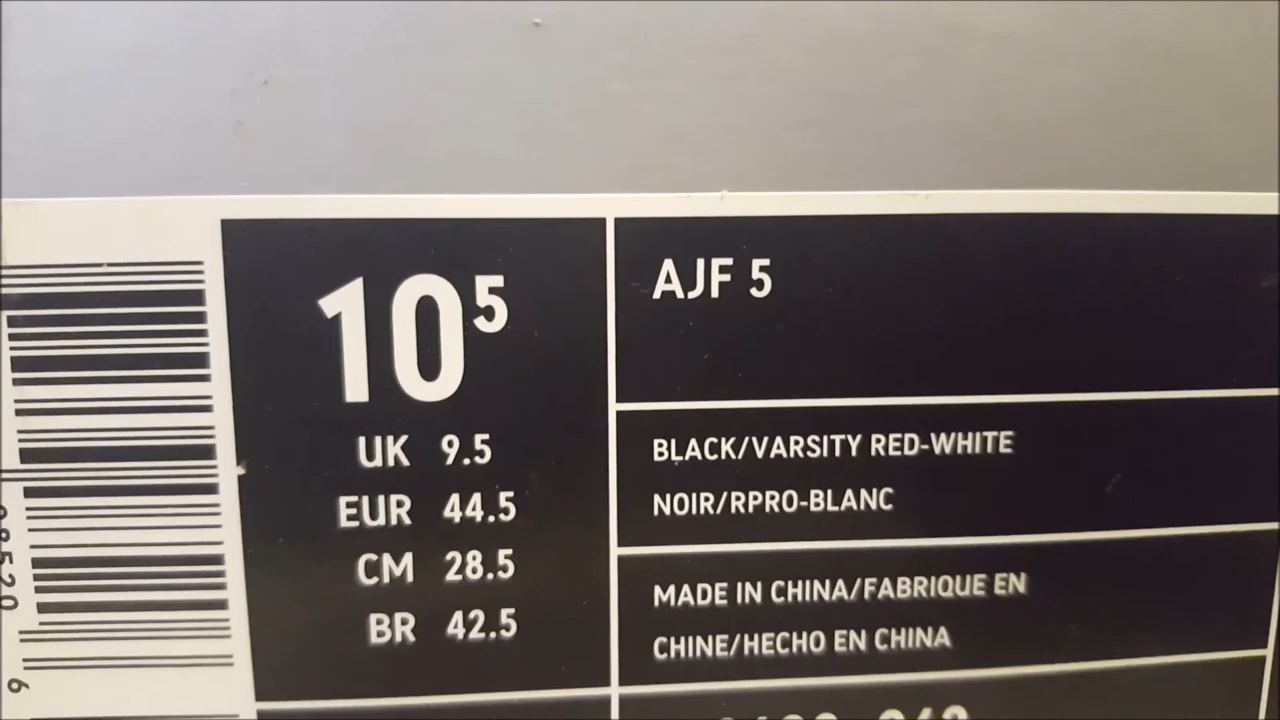 10⁵
UK 9.5
EUR 44.5
CM 28.5
BR 42.5
AJF 5
BLACK/VARSITY RED-WHITE
NOIR/RPRO-BLANC
MADE IN CHINA/FABRIQUE EN
CHINE/HECHO EN CHINA
6